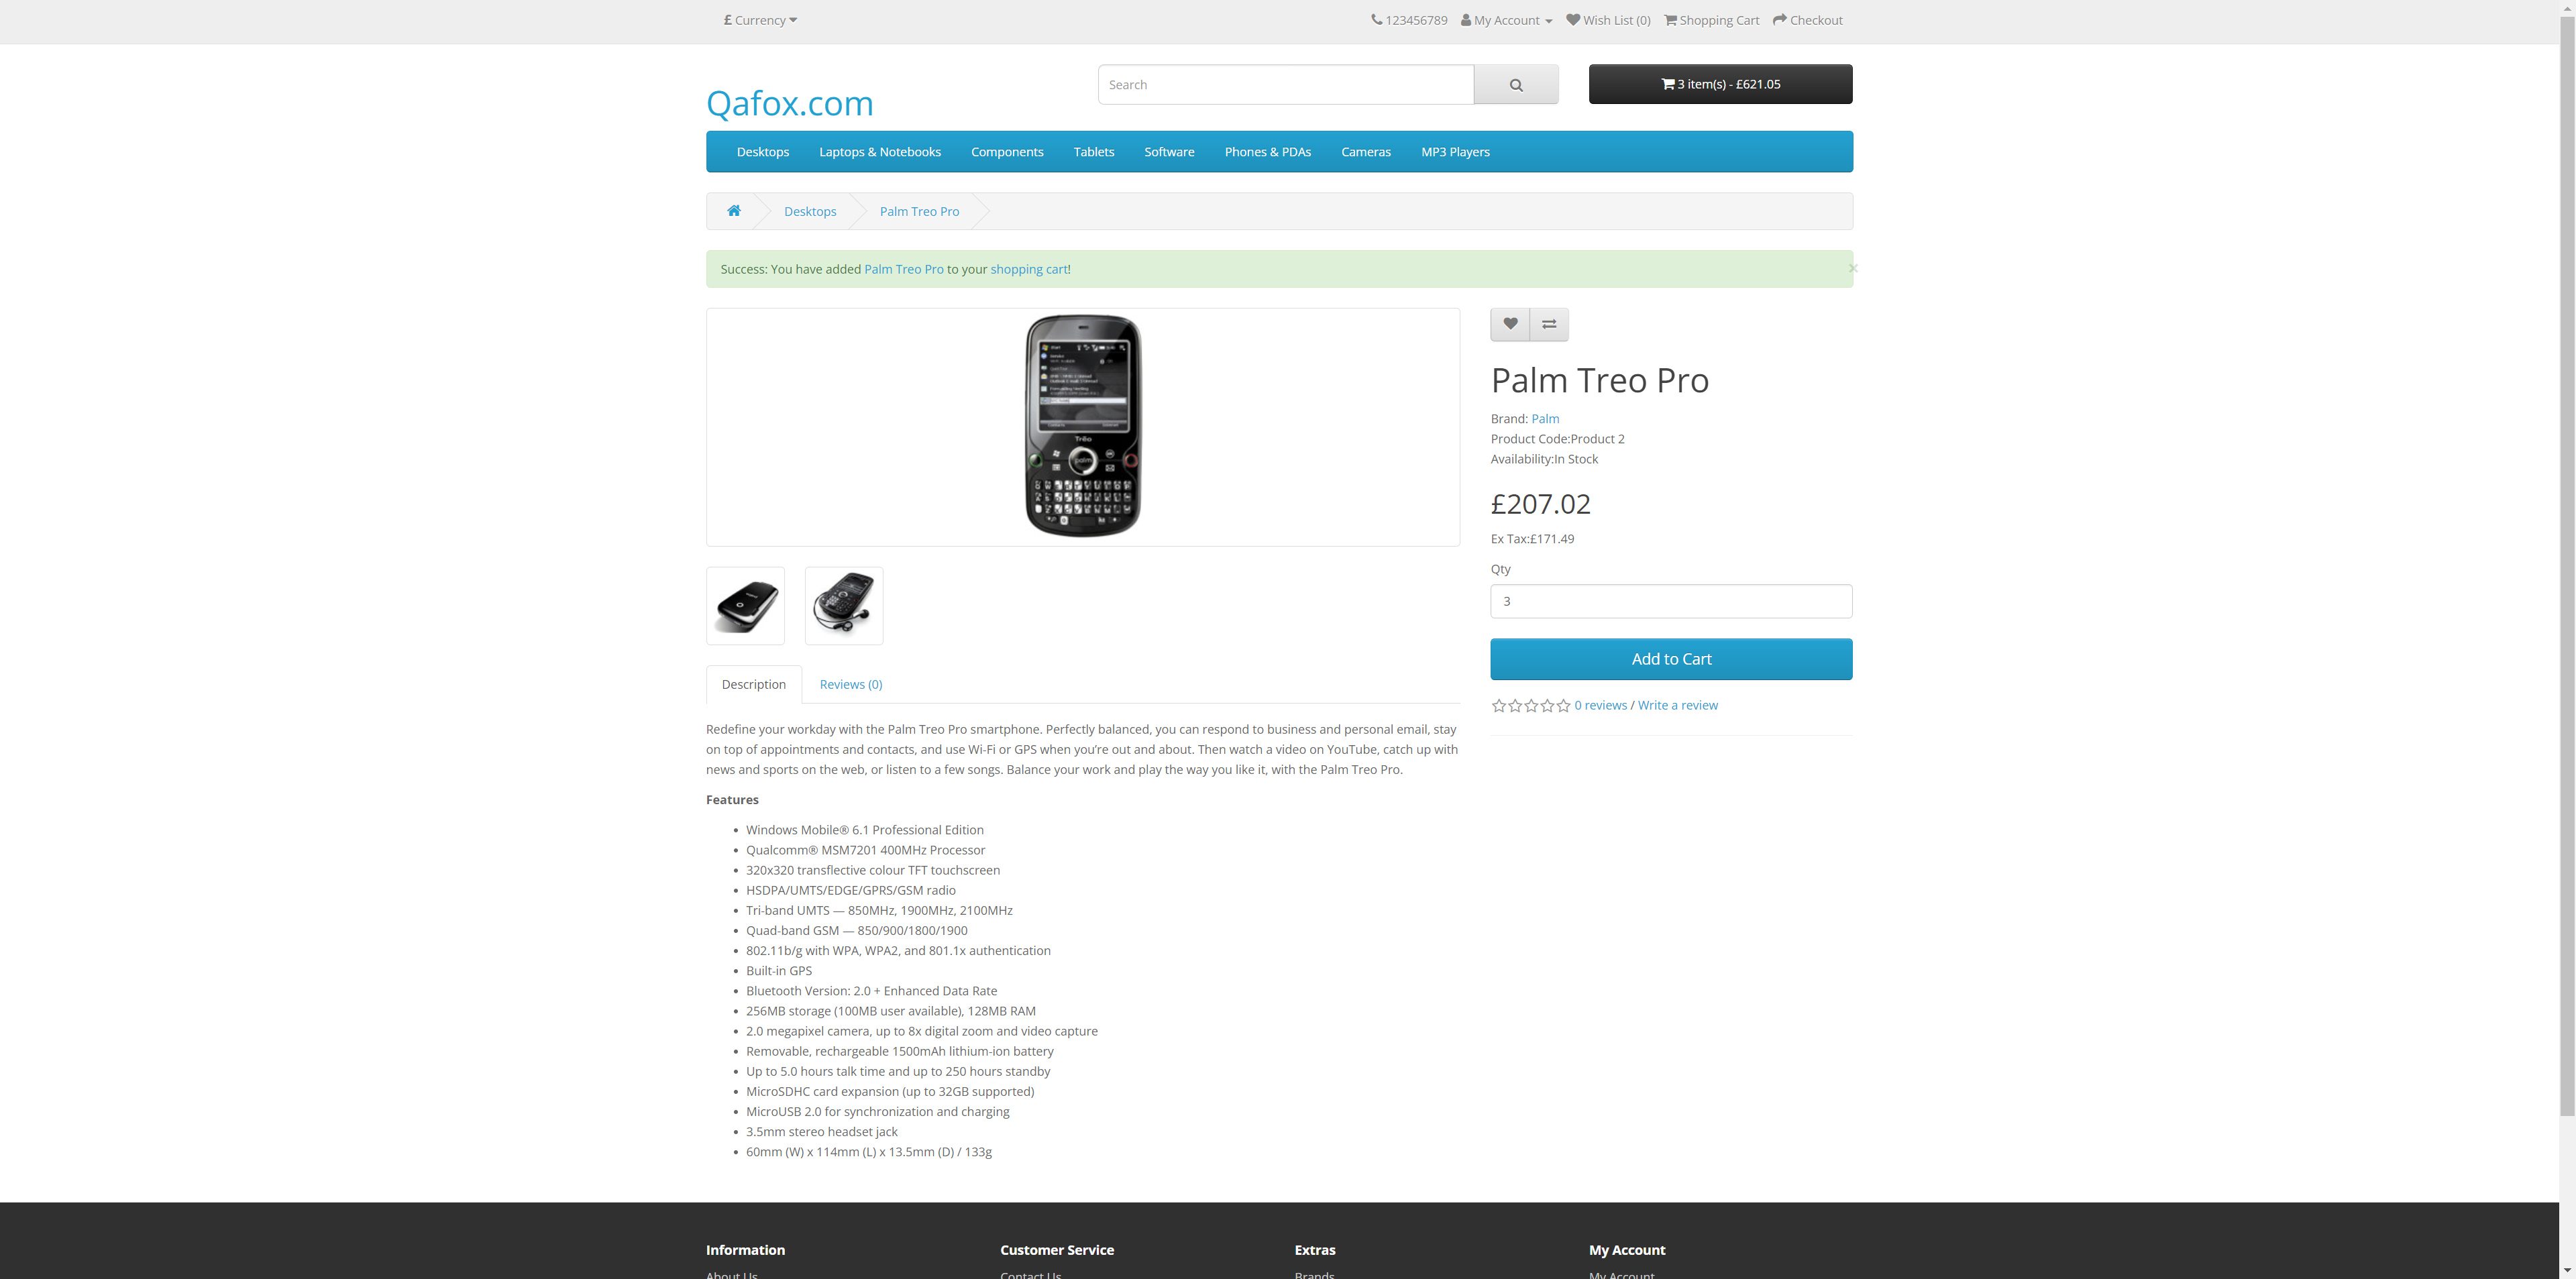 £ Currency
123456789 My Account Wish List (0) Shopping Cart Checkout
Qafox.com
Search
3 item(s) - £621.05
Desktops Laptops & Notebooks Components Tablets Software Phones & PDAs Cameras MP3 Players
Desktops Palm Treo Pro
Success: You have added Palm Treo Pro to your shopping cart!
×
Palm Treo Pro
Brand: Palm
Product Code:Product 2
Availability:In Stock
£207.02
Ex Tax:£171.49
Qty
3
Add to Cart
0 reviews / Write a review
Treo
palm
Description Reviews (0)
Redefine your workday with the Palm Treo Pro smartphone. Perfectly balanced, you can respond to business and personal email, stay
on top of appointments and contacts, and use Wi-Fi or GPS when you’re out and about. Then watch a video on YouTube, catch up with
news and sports on the web, or listen to a few songs. Balance your work and play the way you like it, with the Palm Treo Pro.
Features
• Windows Mobile® 6.1 Professional Edition
• Qualcomm® MSM7201 400MHz Processor
• 320x320 transflective colour TFT touchscreen
• HSDPA/UMTS/EDGE/GPRS/GSM radio
• Tri-band UMTS — 850MHz, 1900MHz, 2100MHz
• Quad-band GSM — 850/900/1800/1900
• 802.11b/g with WPA, WPA2, and 801.1x authentication
• Built-in GPS
• Bluetooth Version: 2.0 + Enhanced Data Rate
• 256MB storage (100MB user available), 128MB RAM
• 2.0 megapixel camera, up to 8x digital zoom and video capture
• Removable, rechargeable 1500mAh lithium-ion battery
• Up to 5.0 hours talk time and up to 250 hours standby
• MicroSDHC card expansion (up to 32GB supported)
• MicroUSB 2.0 for synchronization and charging
• 3.5mm stereo headset jack
• 60mm (W) x 114mm (L) x 13.5mm (D) / 133g
Information Customer Service Extras My Account
About Us Contact Us Brands My Account